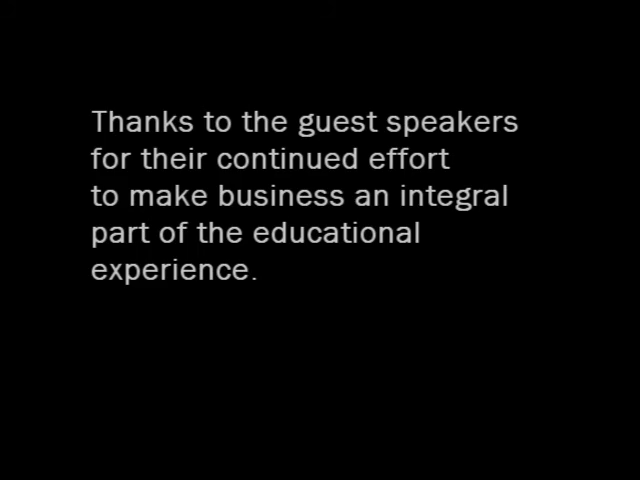 Thanks to the guest speakers
for their continued effort
to make business an integral
part of the educational
experience.